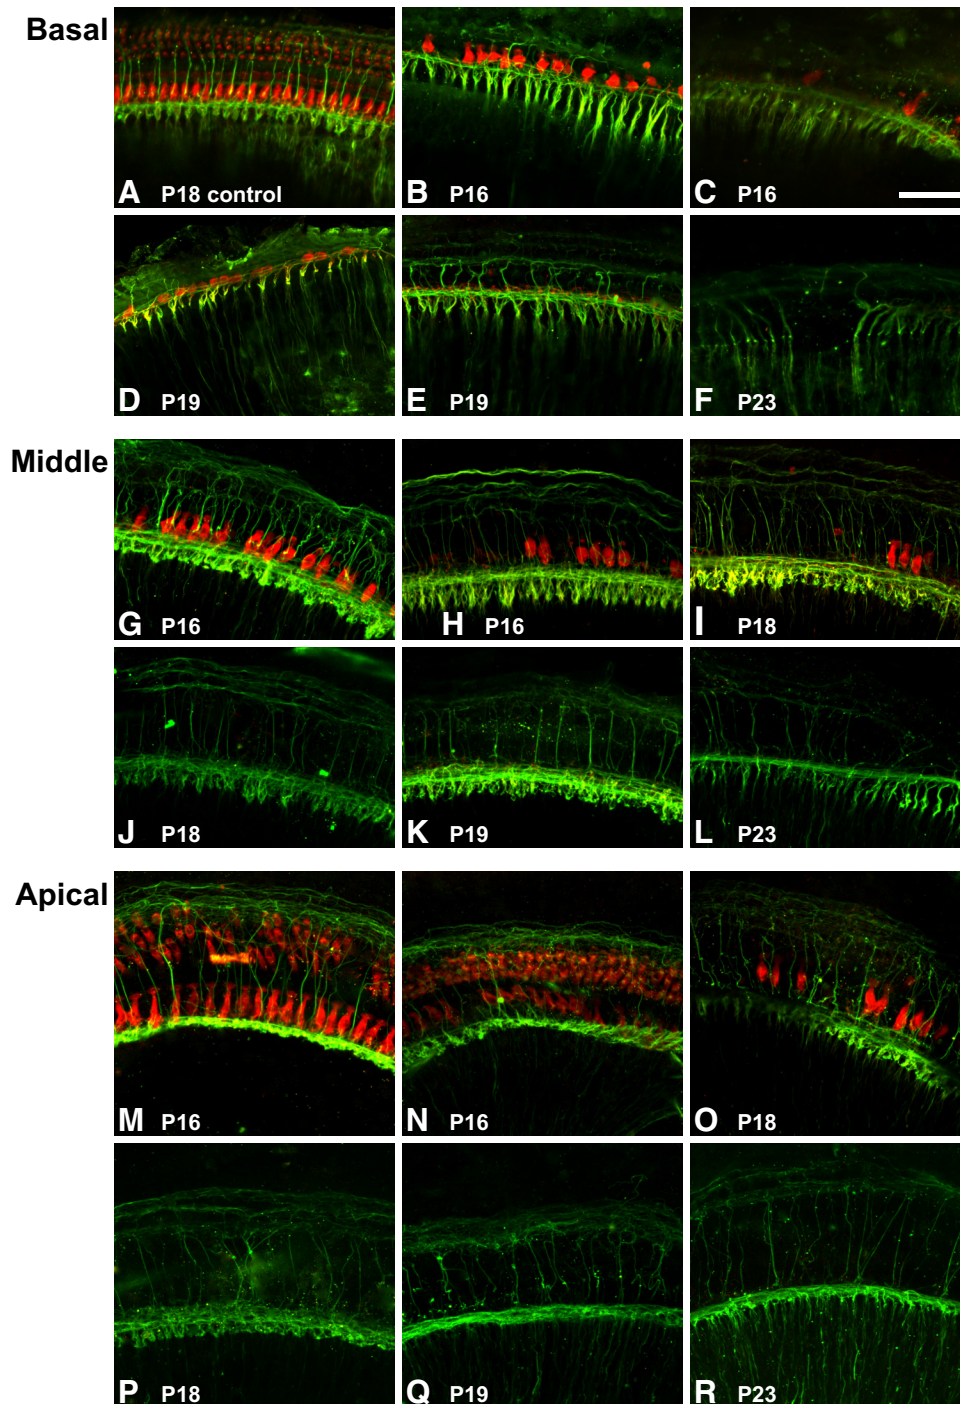 Basal
A P18 control
B P16
C P16
D P19
E P19
F P23
Middle
G P16
H P16
I P18
J P18
K P19
L P23
Apical
M P16
N P16
O P18
P P18
Q P19
R P23